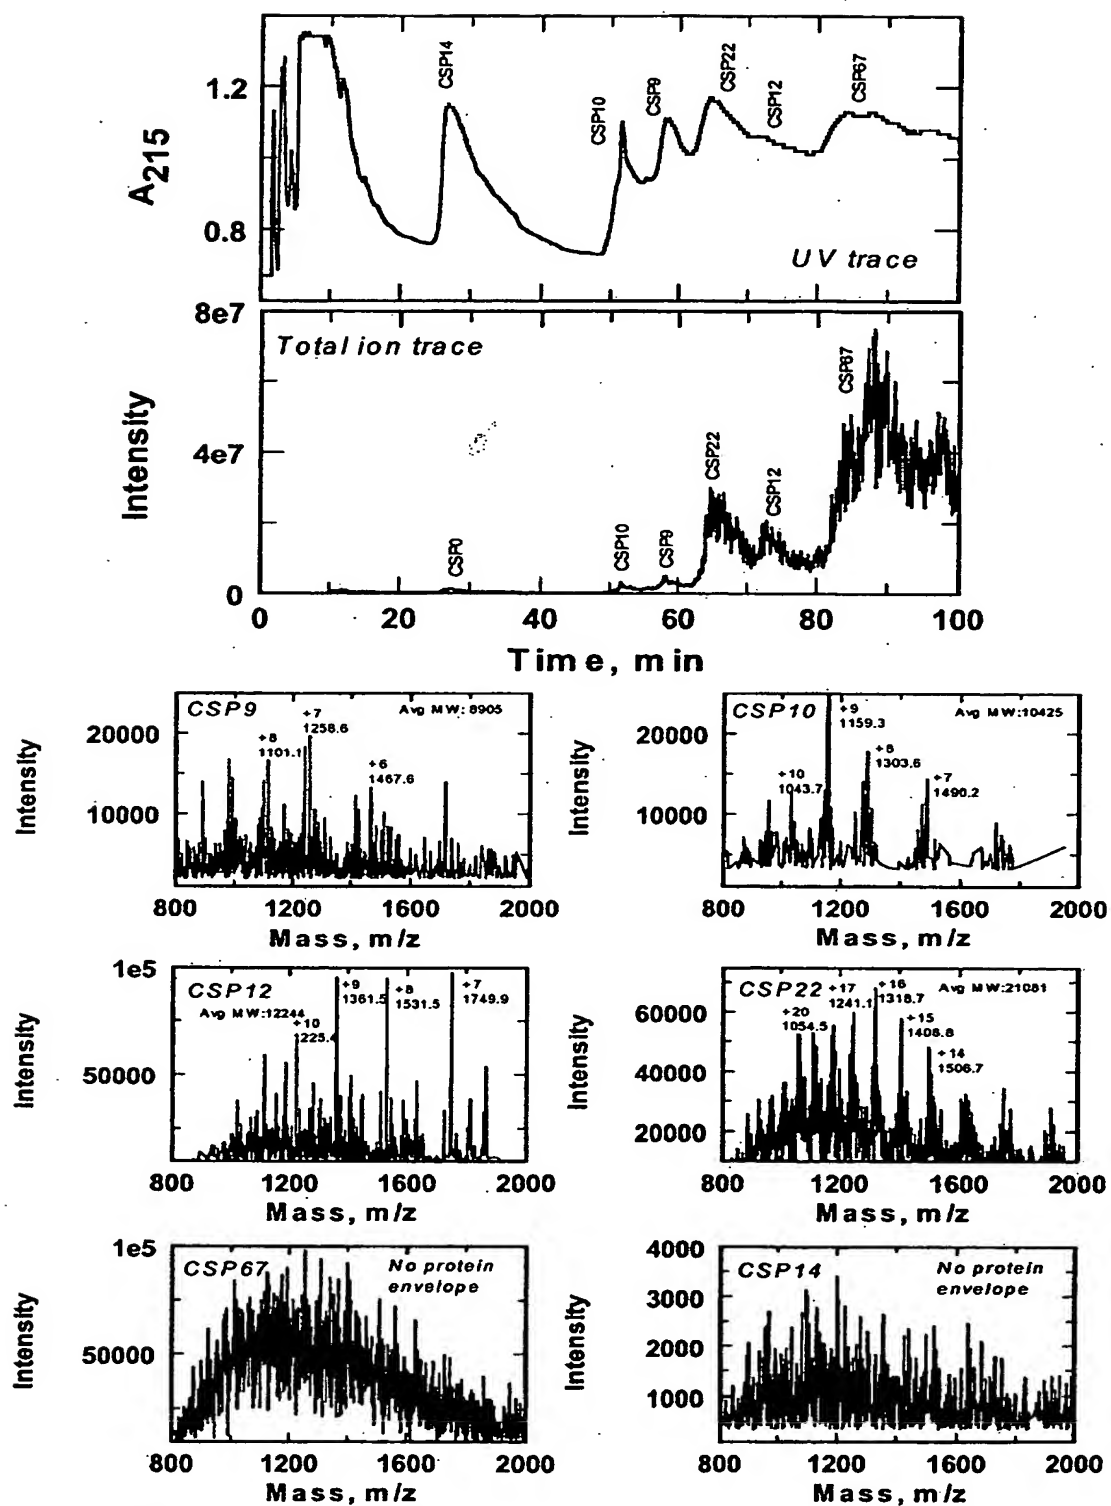 CSP14
CSP10
CSP9
CSP22
CSP12
CSP67
1.2
0.8
A215
UV trace
8e7
4e7
0
Intensity
Total ion trace
CSP0
CSP10
CSP9
CSP22
CSP12
CSP67
0 20 40 60 80 100
Time, min
CSP9
Avg MW:8905
+8
1101.1
+7
1258.6
+6
1467.6
20000
10000
Intensity
800 1200 1600 2000
Mass, m/z
CSP10
Avg MW:10425
+10
1043.7
+9
1159.3
+8
1303.6
+7
1490.2
20000
10000
Intensity
800 1200 1600 2000
Mass, m/z
CSP12
Avg MW:12244
+10
1225.4
+9
1361.5
+8
1531.5
+7
1749.9
1e5
50000
Intensity
800 1200 1600 2000
Mass, m/z
CSP22
Avg MW:21081
+20
1054.5
+17
1241.1
+16
1318.7
+15
1408.8
+14
1506.7
60000
40000
20000
Intensity
800 1200 1600 2000
Mass, m/z
CSP67
No protein
envelope
1e5
50000
Intensity
800 1200 1600 2000
Mass, m/z
CSP14
No protein
envelope
4000
3000
2000
1000
Intensity
800 1200 1600 2000
Mass, m/z